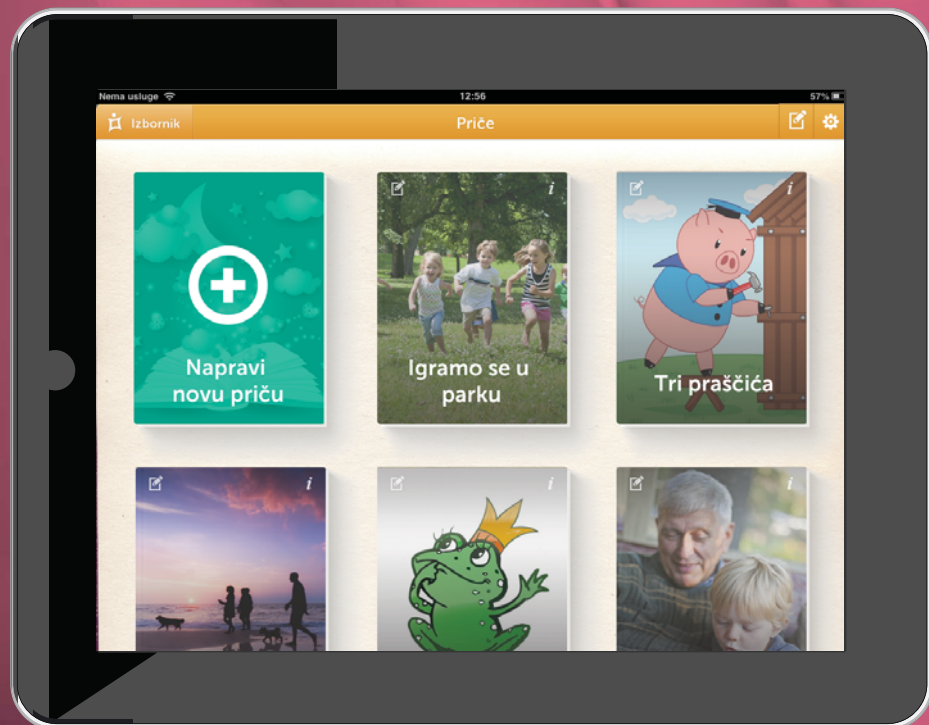 Nema usluge 12:56 57%
Izbornik Priče
Napravi
novu priču
Igramo se u
parku
Tri praščića